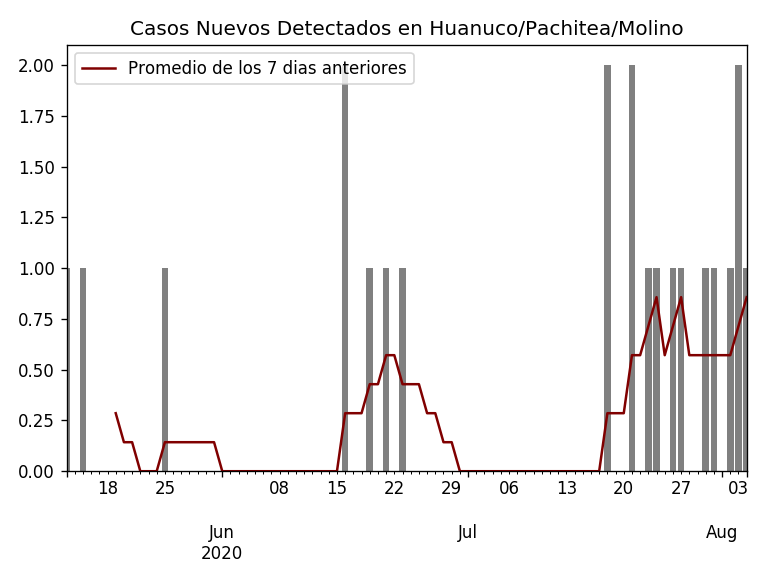 Casos Nuevos Detectados en Huanuco/Pachitea/Molino
Promedio de los 7 dias anteriores
2.00
1.75
1.50
1.25
1.00
0.75
0.50
0.25
0.00
18 25 08 15 22 29 06 13 20 27 03
Jun Jul Aug
2020